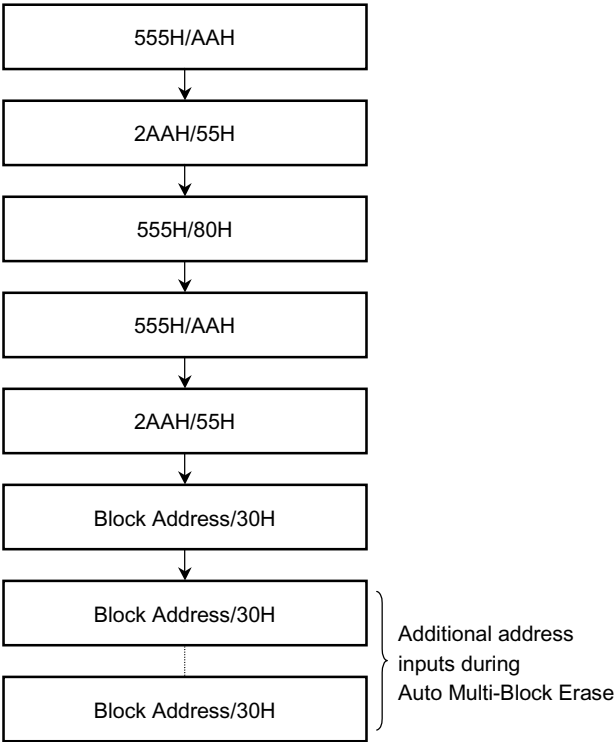 555H/AAH
2AAH/55H
555H/80H
555H/AAH
2AAH/55H
Block Address/30H
Block Address/30H
Additional address
inputs during
Auto Multi-Block Erase
Block Address/30H